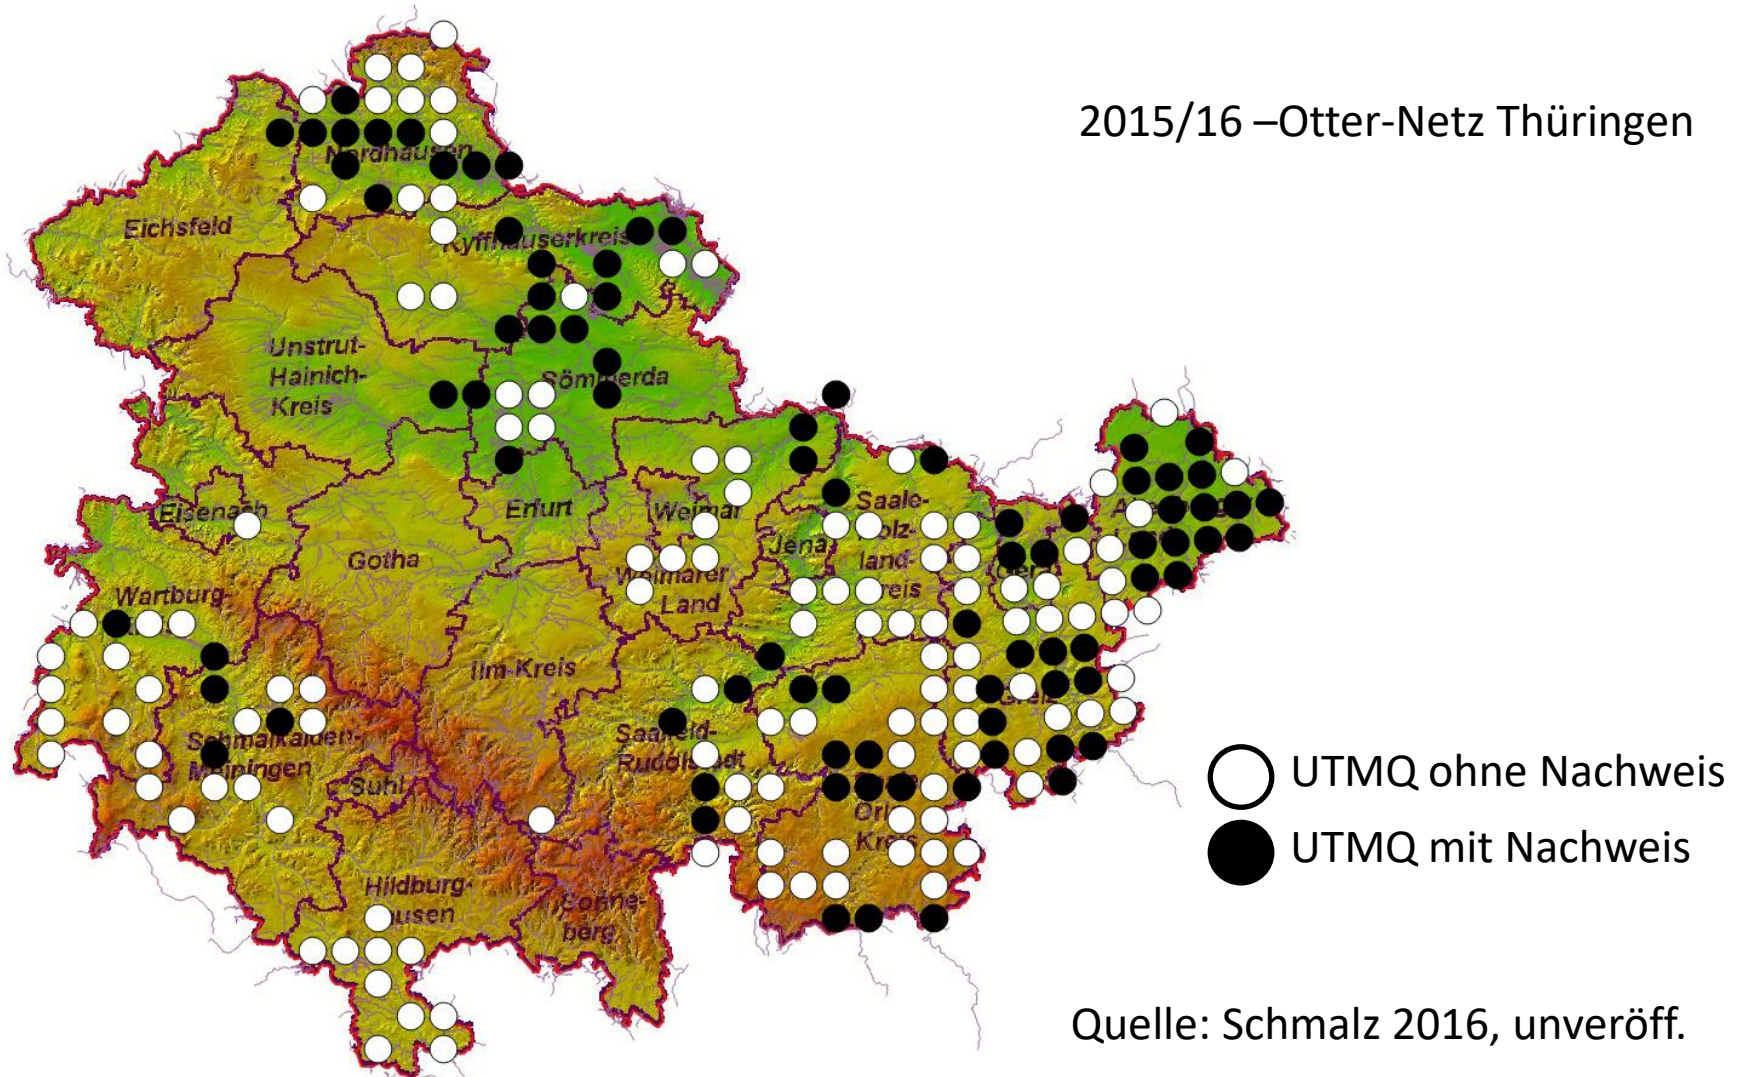 2015/16 –Otter-Netz Thüringen
Nordhausen
Eichsfeld
Kyffhäuserkreis
Unstrut-
Hainich-
Kreis
Sömmerda
Eisenach
Erfurt
Weimar
Saale-
Holz-
land-
kreis
Jena
Gotha
Gera
Weimarer
Land
Wartburg-
Ilm-Kreis
Greiz
Saalfeld-
Rudolstadt
Schmalkalden-
Meiningen
Suhl
Orla
Kreis
Hildburg-
hausen
Sonne-
berg
UTMQ ohne Nachweis
UTMQ mit Nachweis
Quelle: Schmalz 2016, unveröff.